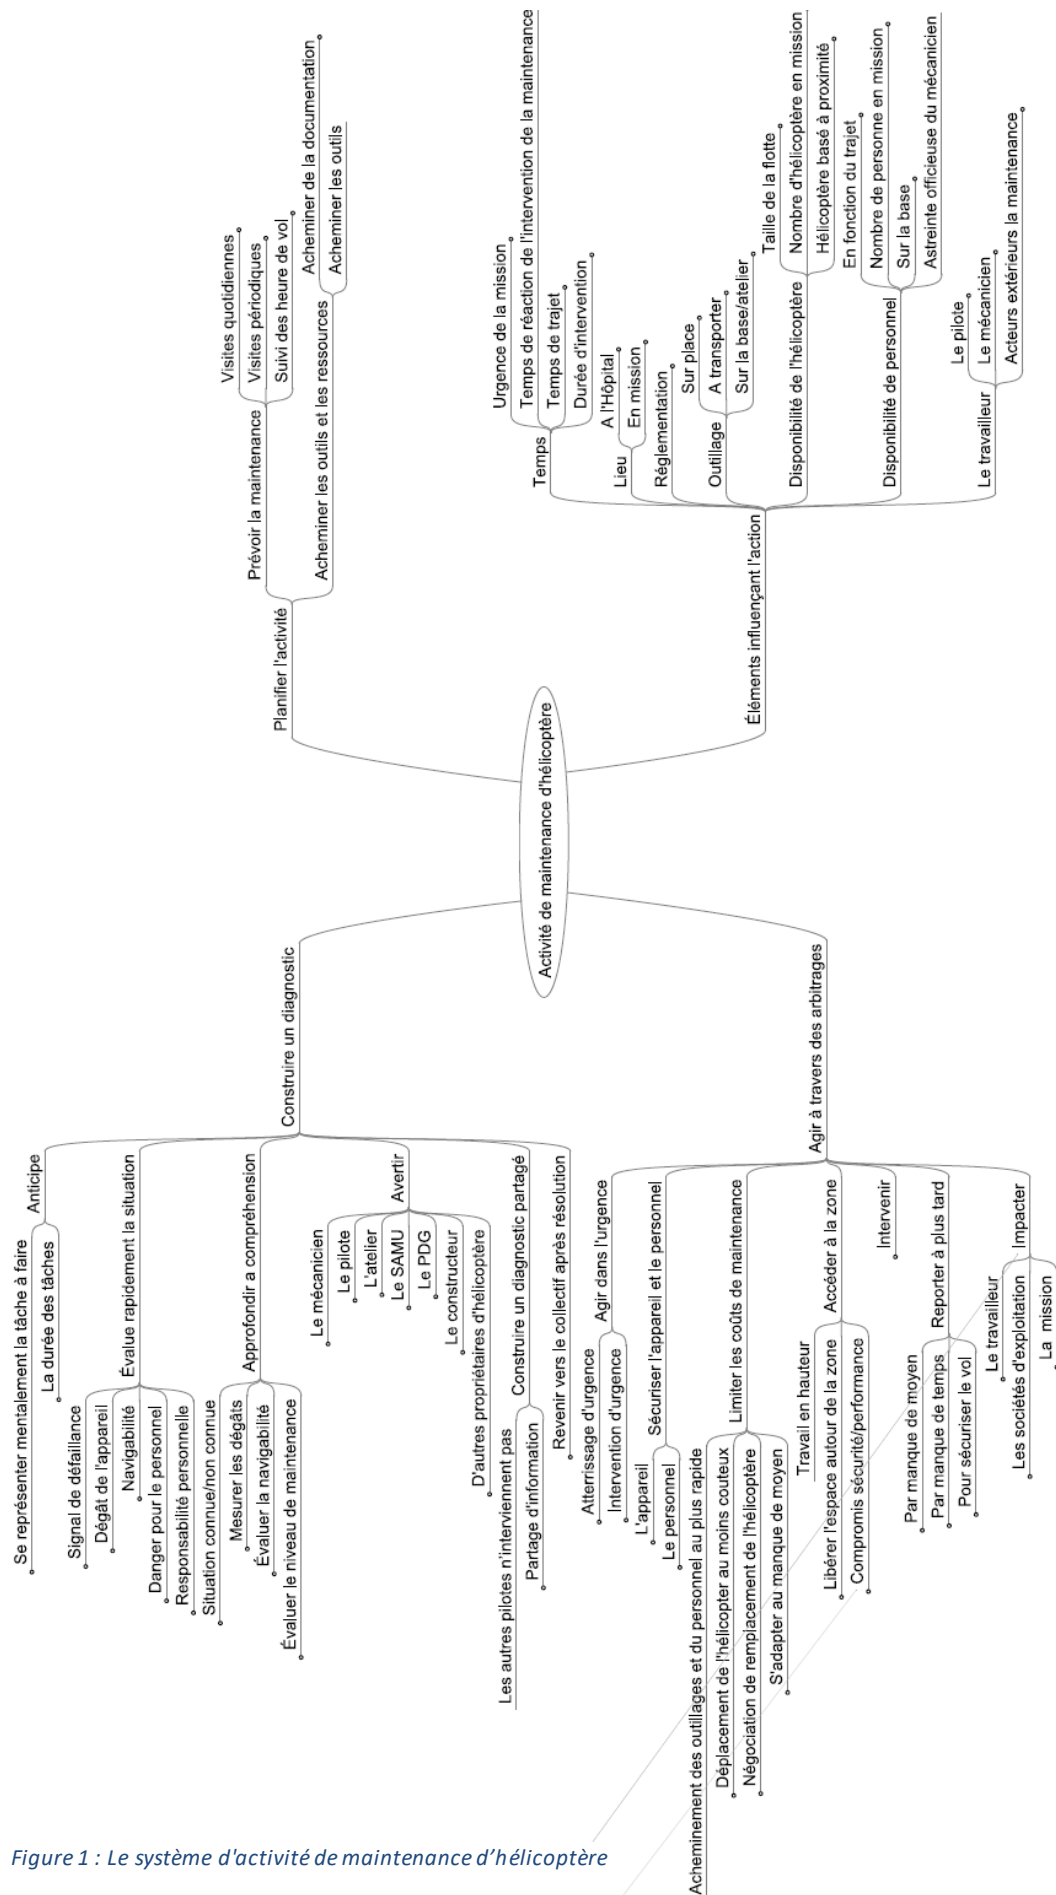 Activité de maintenance d'hélicoptère
Construire un diagnostic
Anticipe
Se représenter mentalement la tâche à faire
La durée des tâches
Évalue rapidement la situation
Signal de défaillance
Dégât de l'appareil
Navigabilité
Danger pour le personnel
Responsabilité personnelle
Approfondir a compréhension
Situation connue/non connue
Mesurer les dégâts
Évaluer la navigabilité
Évaluer le niveau de maintenance
Avertir
Le mécanicien
Le pilote
L'atelier
Le SAMU
Le PDG
Le constructeur
D'autres propriétaires d'hélicoptère
Construire un diagnostic partagé
Les autres pilotes n'interviennent pas
Partage d'information
Revenir vers le collectif après résolution
Agir à travers des arbitrages
Agir dans l'urgence
Atterrissage d'urgence
Intervention d'urgence
Sécuriser l'appareil et le personnel
L'appareil
Le personnel
Limiter les coûts de maintenance
Acheminement des outillages et du personnel au plus rapide
Déplacement de l'hélicopter au moins couteux
Négociation de remplacement de l'hélicoptère
S'adapter au manque de moyen
Accéder à la zone
Travail en hauteur
Libérer l'espace autour de la zone
Compromis sécurité/performance
Intervenir
Reporter à plus tard
Par manque de moyen
Par manque de temps
Pour sécuriser le vol
Impacter
Le travailleur
Les sociétés d'exploitation
La mission
Planifier l'activité
Prévoir la maintenance
Visites quotidiennes
Visites périodiques
Suivi des heure de vol
Acheminer les outils et les ressources
Acheminer de la documentation
Acheminer les outils
Éléments influençant l'action
Temps
Urgence de la mission
Temps de réaction de l'intervention de la maintenance
Temps de trajet
Durée d'intervention
Lieu
A l'Hôpital
En mission
Réglementation
Outillage
Sur place
A transporter
Sur la base/atelier
Disponibilité de l'hélicoptère
Taille de la flotte
Nombre d'hélicoptère en mission
Hélicoptère basé à proximité
Disponibilité de personnel
En fonction du trajet
Nombre de personne en mission
Sur la base
Astreinte officieuse du mécanicien
Le travailleur
Le pilote
Le mécanicien
Acteurs extérieurs la maintenance
Figure 1 : Le système d'activité de maintenance d'hélicoptère